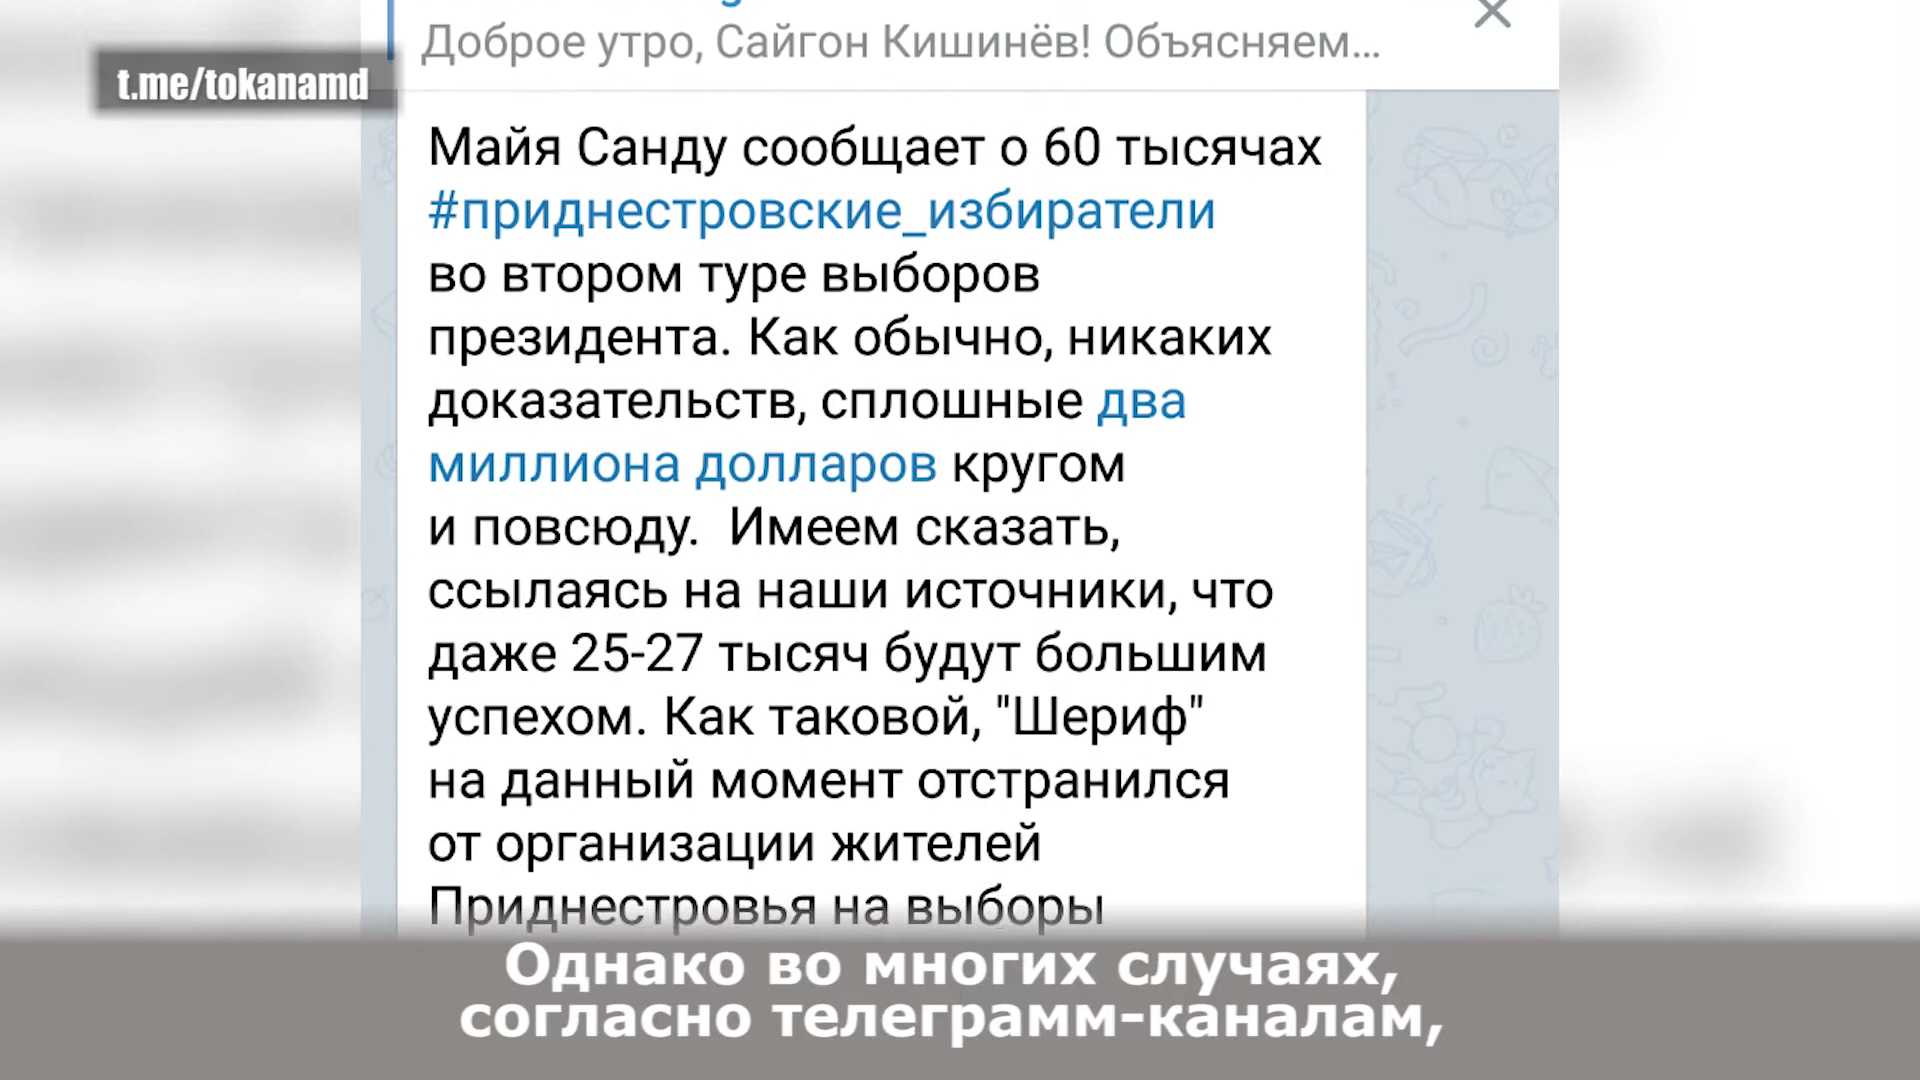 Доброе утро, Сайгон Кишинёв! Объясняем...
t.me/tokanamd
Майя Санду сообщает о 60 тысячах
#приднестровские_избиратели
во втором туре выборов
президента. Как обычно, никаких
доказательств, сплошные два
миллиона долларов кругом
и повсюду.  Имеем сказать,
ссылаясь на наши источники, что
даже 25-27 тысяч будут большим
успехом. Как таковой, "Шериф"
на данный момент отстранился
от организации жителей
Приднестровья на выборы
Однако во многих случаях,
согласно телеграмм-каналам,